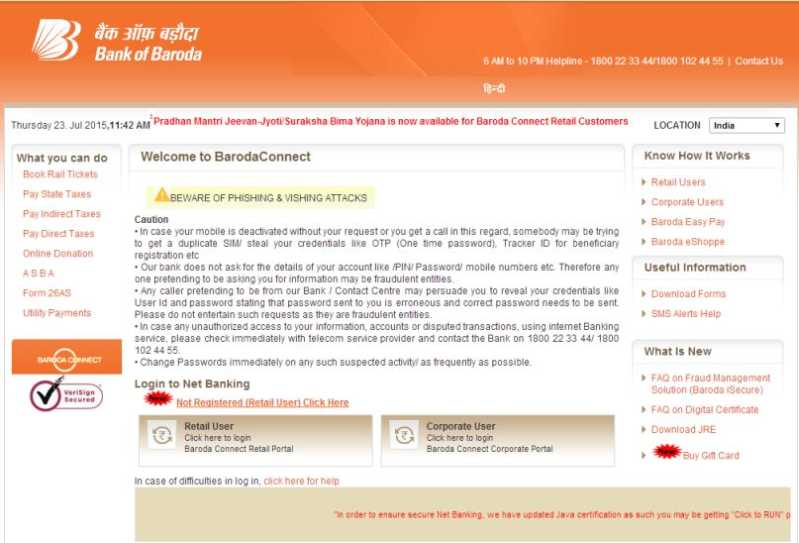 बैंक ऑफ़ बड़ौदा
Bank of Baroda
6 AM to 10 PM Helpline - 1800 22 33 44/1800 102 44 55 | Contact Us
हिन्दी
Thursday 23. Jul 2015,11:42 AM
Pradhan Mantri Jeevan-Jyoti/Suraksha Bima Yojana is now available for Baroda Connect Retail Customers
LOCATION India
What you can do
Book Rail Tickets
Pay State Taxes
Pay Indirect Taxes
Pay Direct Taxes
Online Donation
A S B A
Form 26AS
Utility Payments
BARODA CONNECT
VeriSign
Secured
Welcome to BarodaConnect
BEWARE OF PHISHING & VISHING ATTACKS
Caution
• In case your mobile is deactivated without your request or you get a call in this regard, somebody may be trying
to get a duplicate SIM/ steal your credentials like OTP (One time password), Tracker ID for beneficiary
registration etc
• Our bank does not ask for the details of your account like /PIN/ Password/ mobile numbers etc. Therefore any
one pretending to be asking you for information may be fraudulent entities.
• Any caller pretending to be from our Bank / Contact Centre may persuade you to reveal your credentials like
User Id and password stating that password sent to you is erroneous and correct password needs to be sent.
Please do not entertain such requests as they are fraudulent entities.
• In case any unauthorized access to your information, accounts or disputed transactions, using internet Banking
service, please check immediately with telecom service provider and contact the Bank on 1800 22 33 44/ 1800
102 44 55.
• Change Passwords immediately on any such suspected activity/ as frequently as possible.
Login to Net Banking
New Not Registered (Retail User) Click Here
Retail User
Click here to login
Baroda Connect Retail Portal
Corporate User
Click here to login
Baroda Connect Corporate Portal
In case of difficulties in log in, click here for help
"In order to ensure secure Net Banking, we have updated Java certification as such you may be getting "Click to RUN" p
Know How It Works
Retail Users
Corporate Users
Baroda Easy Pay
Baroda eShoppe
Useful Information
Download Forms
SMS Alerts Help
What Is New
FAQ on Fraud Management
Solution (Baroda iSecure)
FAQ on Digital Certificate
Download JRE
New Buy Gift Card